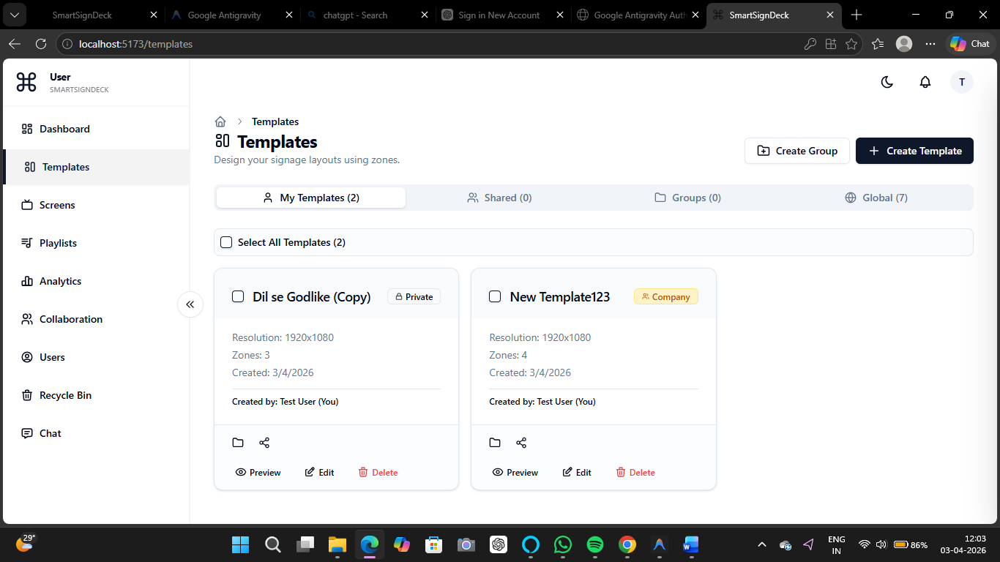 SmartSignDeck
Google Antigravity
chatgpt - Search
Sign in New Account
Google Antigravity Auth
SmartSignDeck
localhost:5173/templates
Chat
User
SMARTSIGNDECK
T
Dashboard
Templates
Screens
Playlists
Analytics
Collaboration
Users
Recycle Bin
Chat
Templates
Templates
Design your signage layouts using zones.
Create Group
Create Template
My Templates (2)
Shared (0)
Groups (0)
Global (7)
Select All Templates (2)
Dil se Godlike (Copy)
Private
Resolution: 1920x1080
Zones: 3
Created: 3/4/2026
Created by: Test User (You)
Preview
Edit
Delete
New Template123
Company
Resolution: 1920x1080
Zones: 4
Created: 3/4/2026
Created by: Test User (You)
Preview
Edit
Delete
29°
ENG
IN
86%
12:03
03-04-2026